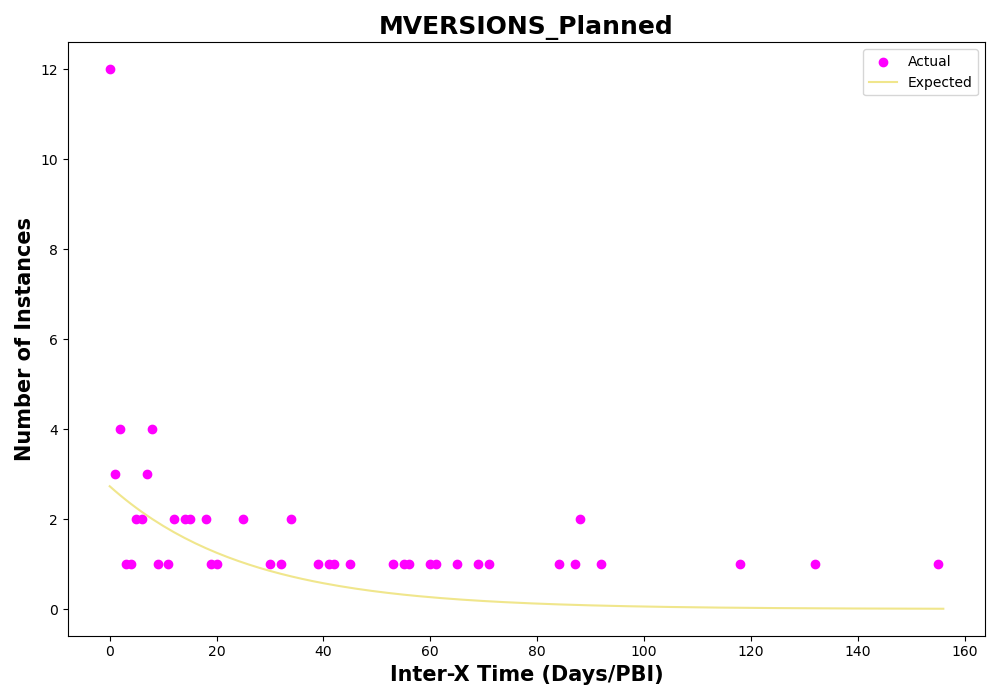 MVERSIONS_Planned
Actual
Expected
Number of Instances
12
10
8
6
4
2
0
0 20 40 60 80 100 120 140 160
Inter-X Time (Days/PBI)